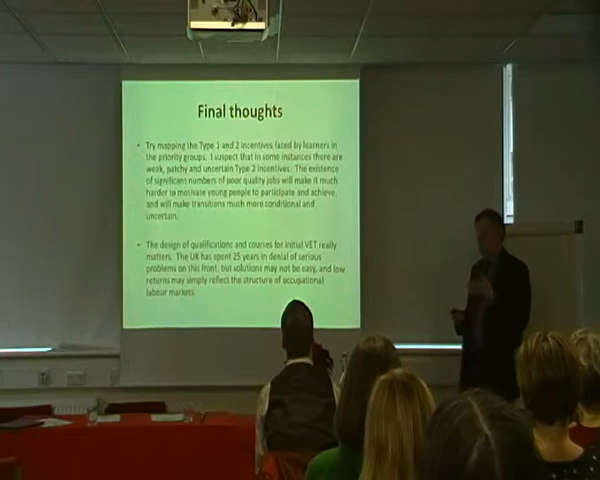 Final thoughts
• Try mapping the Type 1 and 2 incentives faced by learners in
the priority groups. I suspect that in some instances there are
weak, patchy and uncertain Type 2 incentives. The existence
of significant numbers of poor quality jobs will make it much
harder to motivate young people to participate and achieve,
and will make transitions much more conditional and
uncertain.
• The design of qualifications and courses for initial VET really
matters. The UK has spent 25 years in denial of serious
problems on this front, but solutions may not be easy, and low
returns may simply reflect the structure of occupational
labour markets.